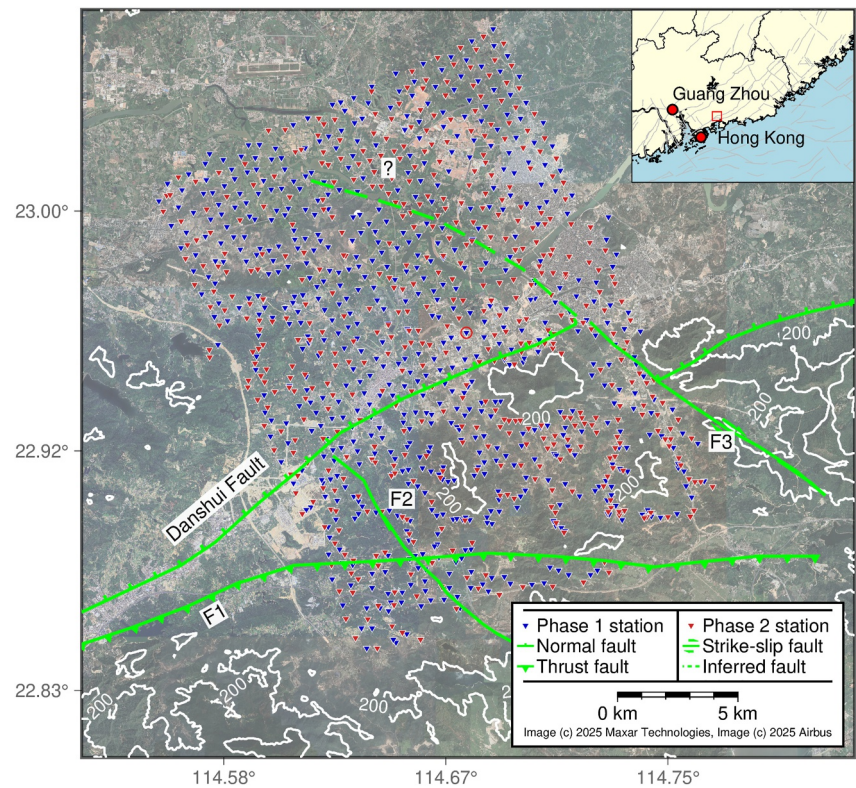 Guang Zhou
Hong Kong
?
23.00°
200
200
200
F3
22.92°
Danshui Fault
F2
200
200
F1
Phase 1 station
Phase 2 station
Normal fault
Strike-slip fault
Thrust fault
Inferred fault
22.83°
200
200
200
0 km
5 km
Image (c) 2025 Maxar Technologies, Image (c) 2025 Airbus
114.58°
114.67°
114.75°